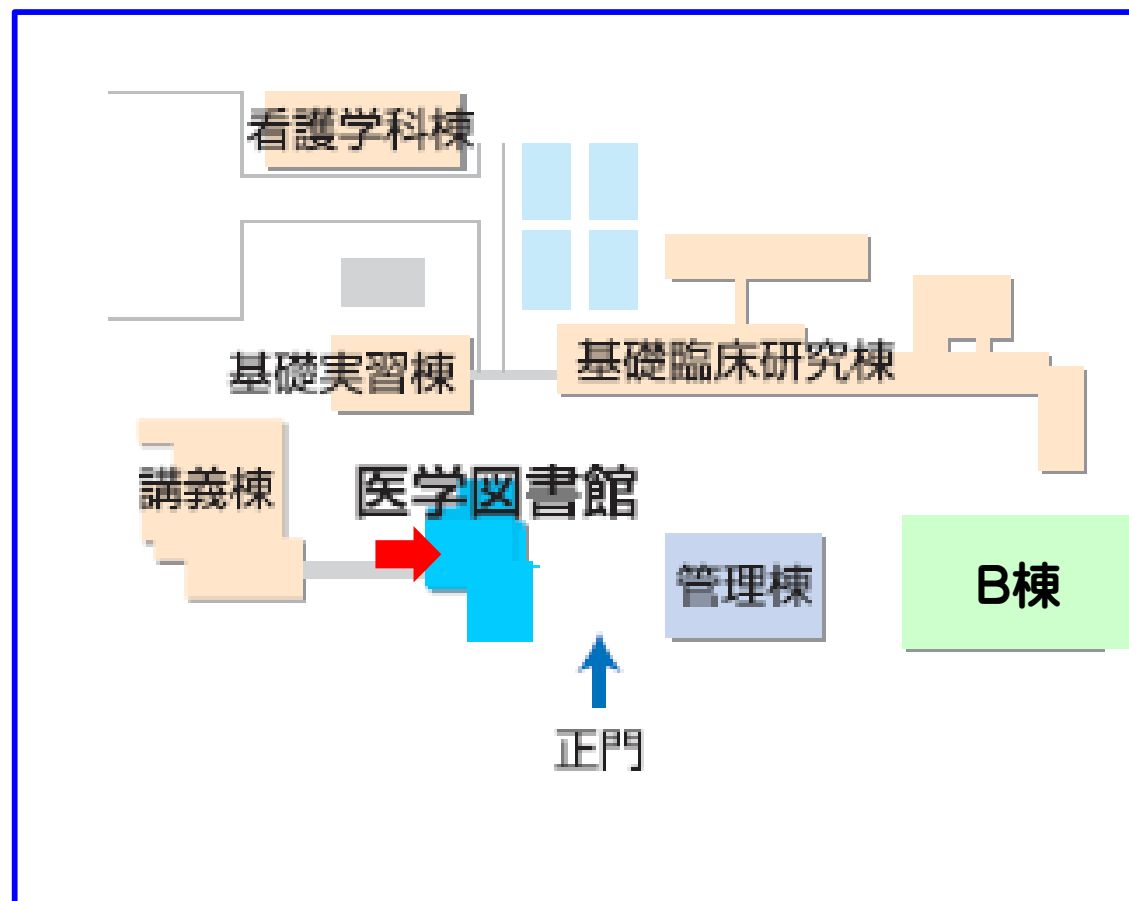 看護学科棟
基礎臨床研究棟
基礎実習棟
講義棟
医学図書館
管理棟
B棟
正門